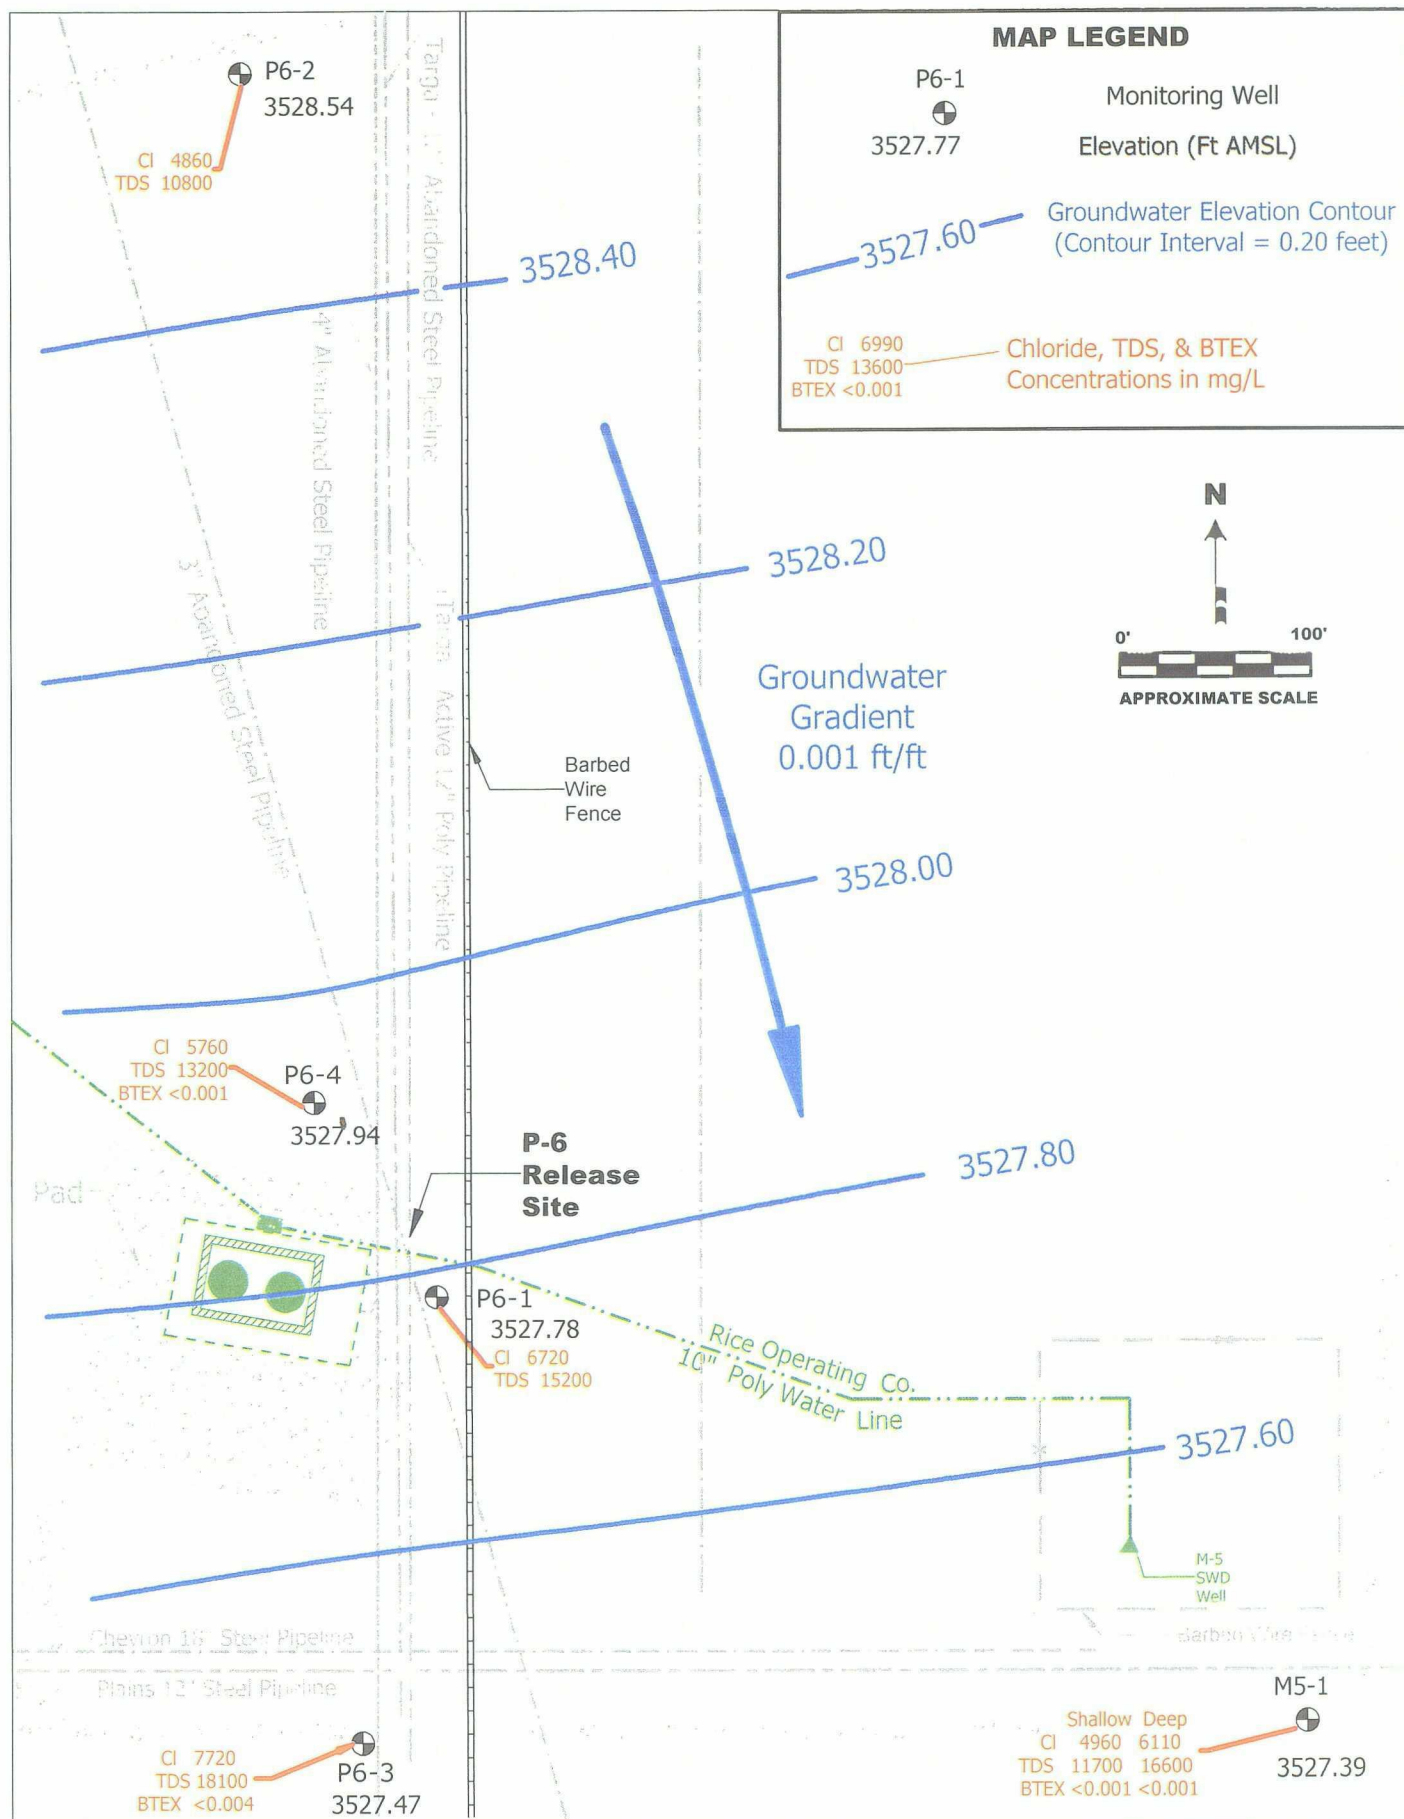 MAP LEGEND
P6-1
Monitoring Well
3527.77
Elevation (Ft AMSL)
3527.60
Groundwater Elevation Contour
(Contour Interval = 0.20 feet)
Cl 6990
TDS 13600
BTEX <0.001
Chloride, TDS, & BTEX
Concentrations in mg/L
P6-2
3528.54
Cl 4860
TDS 10800
Targa -
Abandoned Steel Pipeline
3528.40
4" Abandoned Steel Pipeline
3" Abandoned Steel Pipeline
Targa Active 12" Poly Pipeline
N
0'
100'
APPROXIMATE SCALE
3528.20
Groundwater
Gradient
0.001 ft/ft
Barbed
Wire
Fence
3528.00
Cl 5760
TDS 13200
BTEX <0.001
P6-4
3527.94
P-6
Release
Site
3527.80
Pad
P6-1
3527.78
Cl 6720
TDS 15200
Rice Operating Co.
10" Poly Water Line
3527.60
M-5
SWD
Well
Chevron Steel Pipeline
Plains 12" Steel Pipeline
Wire Fence
M5-1
3527.39
Shallow Deep
Cl 4960 6110
TDS 11700 16600
BTEX <0.001 <0.001
Cl 7720
TDS 18100
BTEX <0.004
P6-3
3527.47